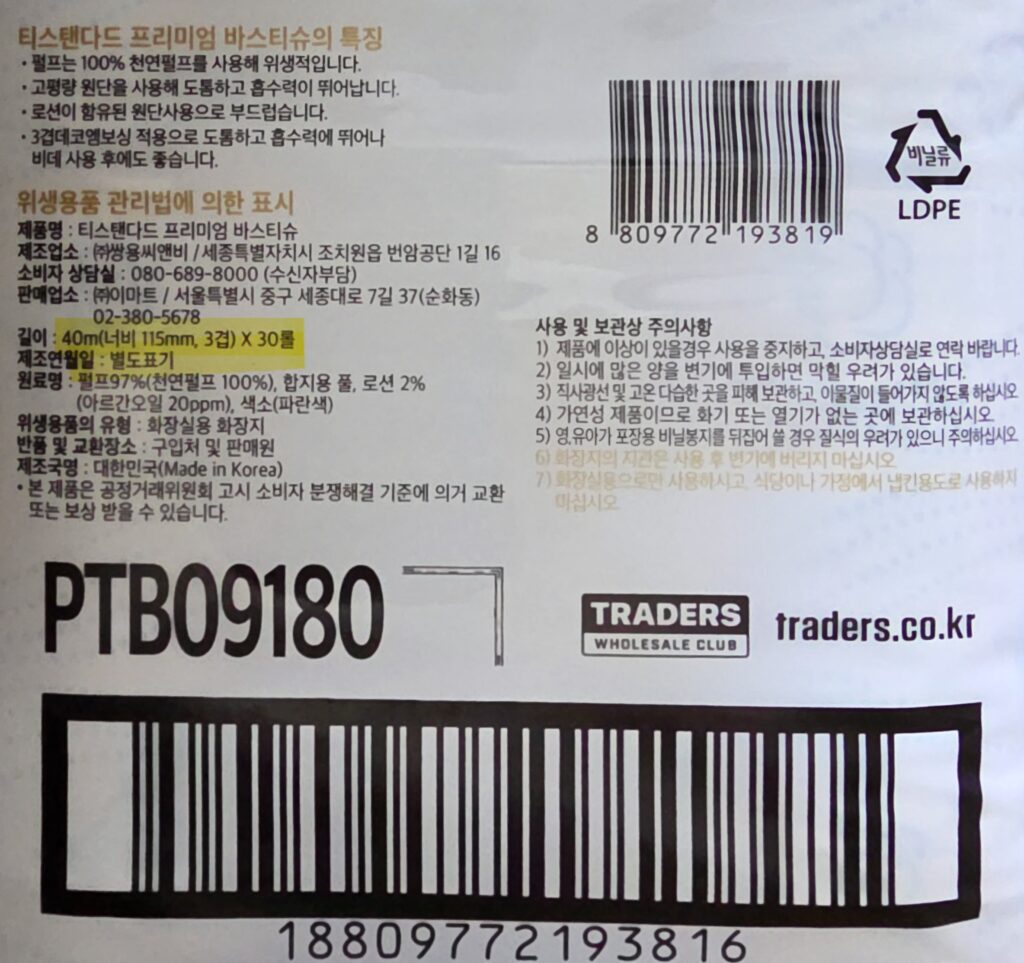 티스탠다드 프리미엄 바스티슈의 특징
· 펄프는 100% 천연펄프를 사용해 위생적입니다.
· 고평량 원단을 사용해 도톰하고 흡수력이 뛰어납니다.
· 로션이 함유된 원단사용으로 부드럽습니다.
· 3겹데코엠보싱 적용으로 도톰하고 흡수력에 뛰어나
비데 사용 후에도 좋습니다.
위생용품 관리법에 의한 표시
제품명 : 티스탠다드 프리미엄 바스티슈
제조업소 : ㈜쌍용씨앤비 / 세종특별자치시 조치원읍 번암공단 1길 16
소비자 상담실 : 080-689-8000 (수신자부담)
판매업소 : ㈜이마트 / 서울특별시 중구 세종대로 7길 37(순화동)
02-380-5678
길이 : 40m(너비 115mm, 3겹) X 30롤
제조연월일 : 별도표기
원료명 : 펄프97%(천연펄프 100%), 합지용 풀, 로션 2%
(아르간오일 20ppm), 색소(파란색)
위생용품의 유형 : 화장실용 화장지
반품 및 교환장소 : 구입처 및 판매원
제조국명 : 대한민국(Made in Korea)
* 본 제품은 공정거래위원회 고시 소비자 분쟁해결 기준에 의거 교환
또는 보상 받을 수 있습니다.
8 809772 193819
비닐류
LDPE
사용 및 보관상 주의사항
1) 제품에 이상이 있을경우 사용을 중지하고, 소비자상담실로 연락 바랍니다.
2) 일시에 많은 양을 변기에 투입하면 막힐 우려가 있습니다.
3) 직사광선 및 고온 다습한 곳을 피해 보관하고, 이물질이 들어가지 않도록 하십시오
4) 가연성 제품이므로 화기 또는 열기가 없는 곳에 보관하십시오
5) 영,유아가 포장용 비닐봉지를 뒤집어 쓸 경우 질식의 우려가 있으니 주의하십시오
6) 화장지의 지관은 사용 후 변기에 버리지 마십시오
7) 화장실용으로만 사용하시고, 식당이나 가정에서 냅킨용도로 사용하지
마십시오
PTB09180
TRADERS
WHOLESALE CLUB
traders.co.kr
18809772193816